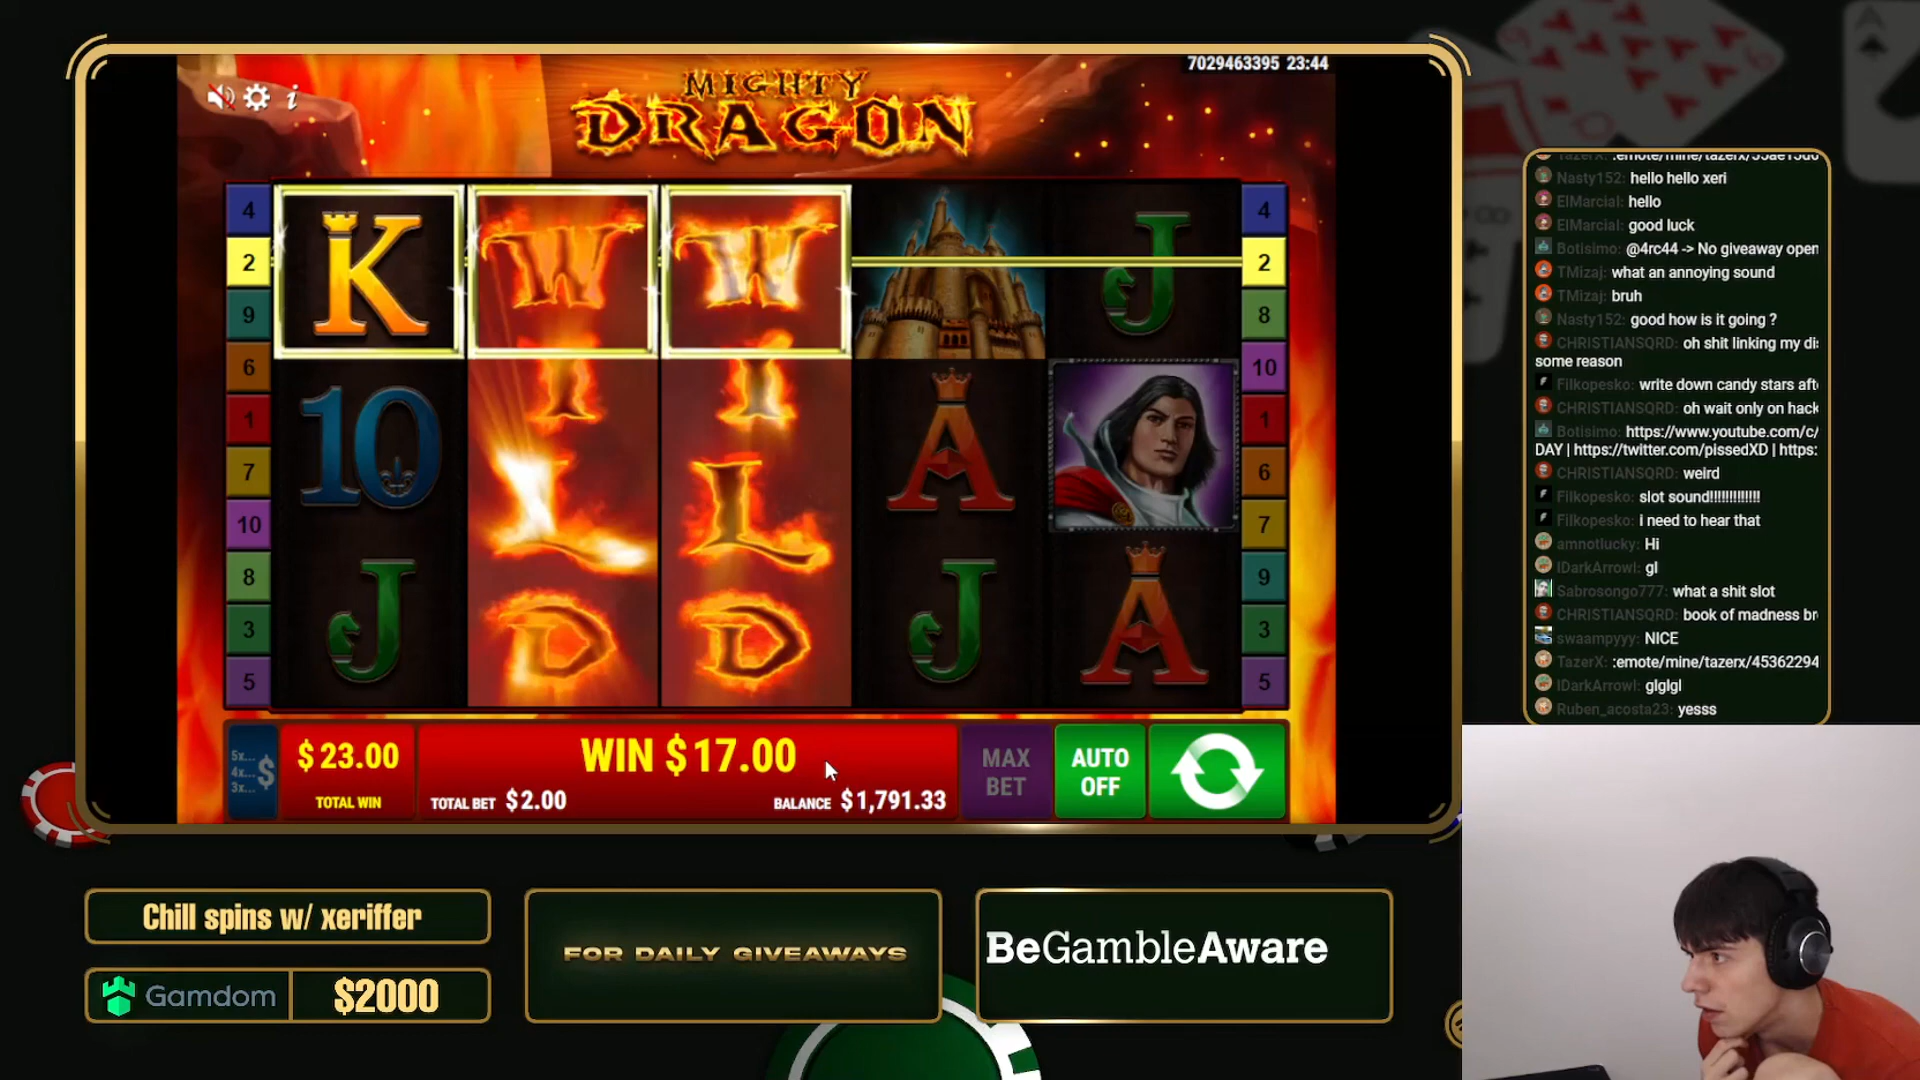 7029463395 23:44
MIGHTY
DRAGON
4
2
9
6
1
7
10
8
3
5
K
W
W
J
I
I
10
A
L
L
J
D
D
J
A
4
2
8
10
1
6
7
9
3
5
5x...
4x...
3x...
$
$23.00
TOTAL WIN
WIN $17.00
TOTAL BET $2.00
BALANCE $1,791.33
MAX
BET
AUTO
OFF
Nasty152: hello hello xeri
ElMarcial: hello
ElMarcial: good luck
Botisimo: @4rc44 -> No giveaway open
TMizaj: what an annoying sound
TMizaj: bruh
Nasty152: good how is it going ?
CHRISTIANSQRD: oh shit linking my di
some reason
Filkopesko: write down candy stars aft
CHRISTIANSQRD: oh wait only on hack
Botisimo: https://www.youtube.com/c/
DAY | https://twitter.com/pissedXD | https:
CHRISTIANSQRD: weird
Filkopesko: slot sound!!!!!!!!!!!!!
Filkopesko: i need to hear that
amnotlucky: Hi
IDarkArrowl: gl
Sabrosongo777: what a shit slot
CHRISTIANSQRD: book of madness br
swaampyyy: NICE
TazerX: :emote/mine/tazerx/45362294
IDarkArrowl: glglgl
Ruben_acosta23: yesss
Chill spins w/ xeriffer
Gamdom
$2000
FOR DAILY GIVEAWAYS
BeGambleAware